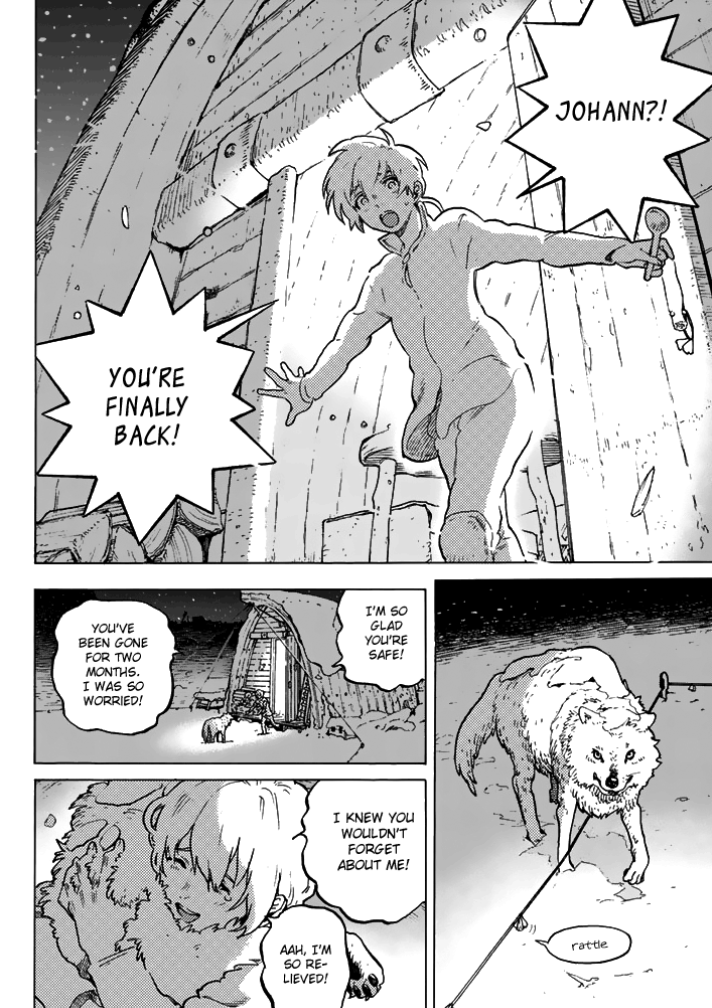 JOHANN?!
YOU'RE
FINALLY
BACK!
I'M SO
GLAD
YOU'RE
SAFE!
YOU'VE
BEEN GONE
FOR TWO
MONTHS.
I WAS SO
WORRIED!
I KNEW YOU
WOULDN'T
FORGET
ABOUT ME!
AAH, I'M
SO RE-
LIEVED!
rattle